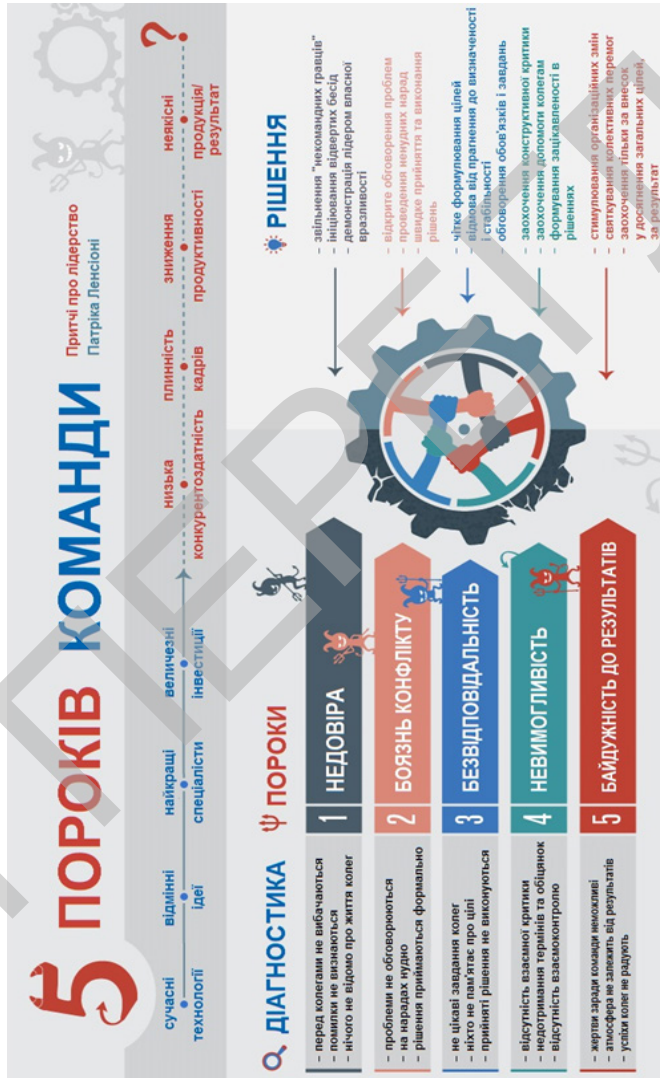 5 ПОРОКІВ КОМАНДИ
Притчі про лідерство
Патріка Ленсіоні
сучасні
технології
відмінні
ідеї
найкращі
спеціалісти
величезні
інвестиції
низька
конкурентоздатність
плинність
кадрів
зниження
продуктивності
неякісні
продукція/
результат
?
ДІАГНОСТИКА
ПОРОКИ
РІШЕННЯ
– перед колегами не вибачаються
– помилки не визнаються
– нічого не відомо про життя колег
1 НЕДОВІРА
– звільнення "некомандних гравців"
– ініціювання відвертих бесід
– демонстрація лідером власної
вразливості
– проблеми не обговорюються
– на нарадах нудно
– рішення приймаються формально
2 БОЯЗНЬ КОНФЛІКТУ
– відкрите обговорення проблем
– проведення ненудних нарад
– швидке прийняття та виконання
рішень
– не цікаві завдання колег
– ніхто не пам'ятає про цілі
– прийняті рішення не виконуються
3 БЕЗВІДПОВІДАЛЬНІСТЬ
– чітке формулювання цілей
– відмова від прагнення до визначеності
і стабільності
– обговорення обов'язків і завдань
– відсутність взаємної критики
– недотримання термінів та обіцянок
– відсутність взаємоконтролю
4 НЕВИМОГЛИВІСТЬ
– заохочення конструктивної критики
– заохочення допомоги колегам
– формування зацікавленості в
рішеннях
– жертви заради команди неможливі
– атмосфера не залежить від результатів
– успіхи колег не радують
5 БАЙДУЖНІСТЬ ДО РЕЗУЛЬТАТІВ
– стимулювання організаційних змін
– святкування колективних перемог
– заохочення тільки за внесок
у досягнення загальних цілей,
за результат